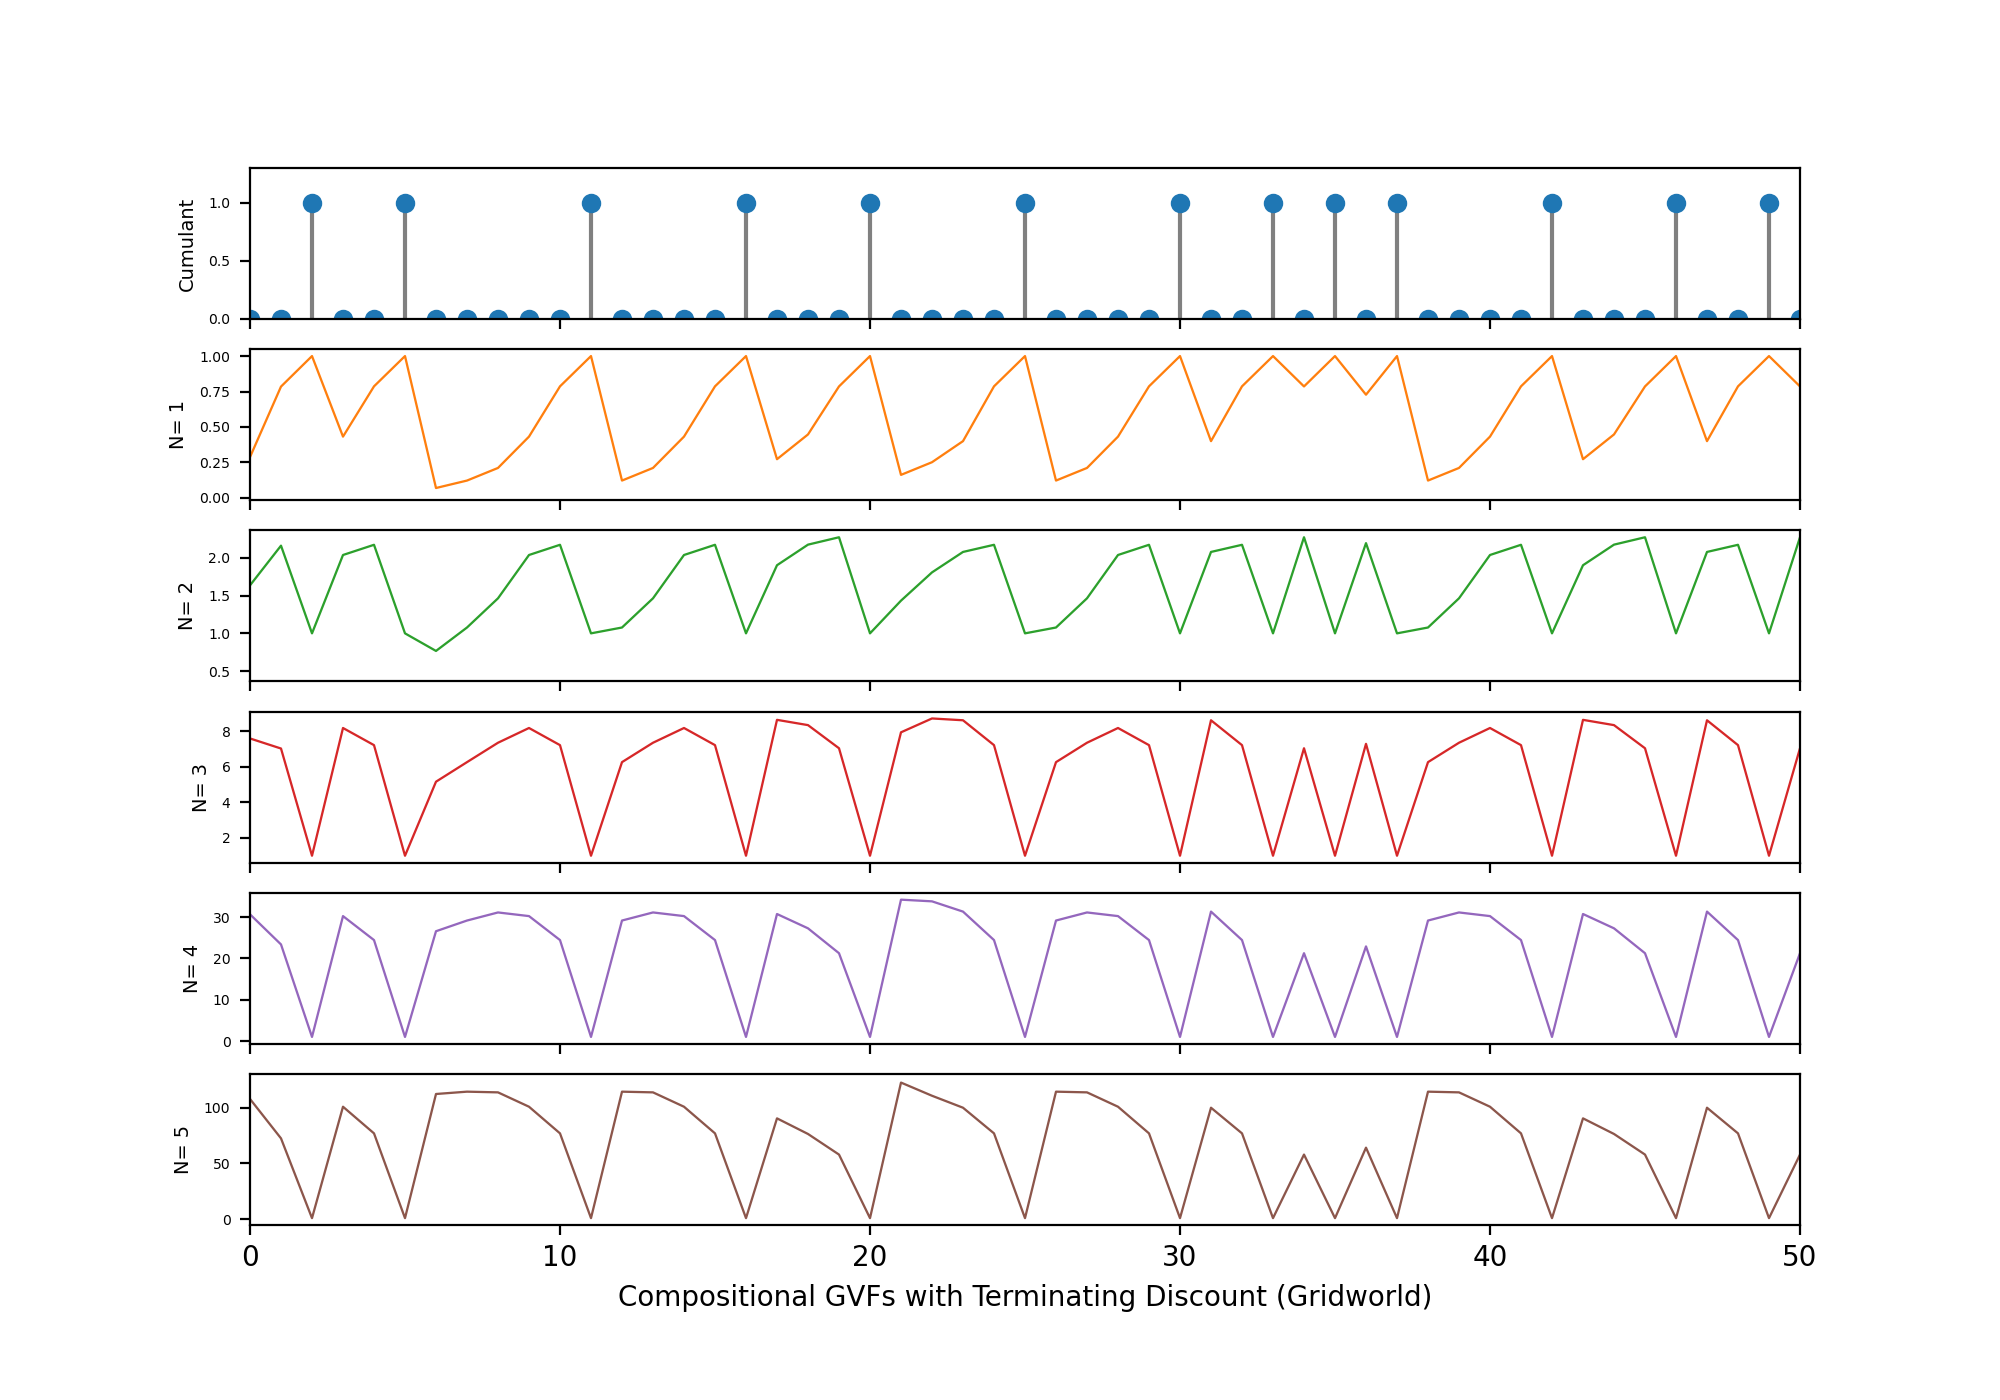 Cumulant
1.0
0.5
0.0
N= 1
1.00
0.75
0.50
0.25
0.00
N= 2
2.0
1.5
1.0
0.5
N= 3
8
6
4
2
N= 4
30
20
10
0
N= 5
100
50
0
0 10 20 30 40 50
Compositional GVFs with Terminating Discount (Gridworld)